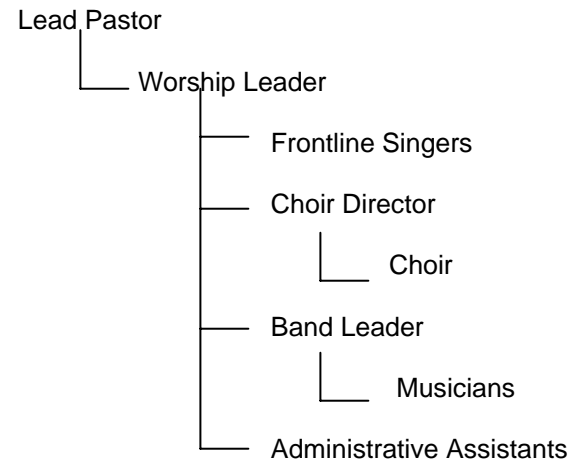 Lead Pastor
Worship Leader
Frontline Singers
Choir Director
Choir
Band Leader
Musicians
Administrative Assistants